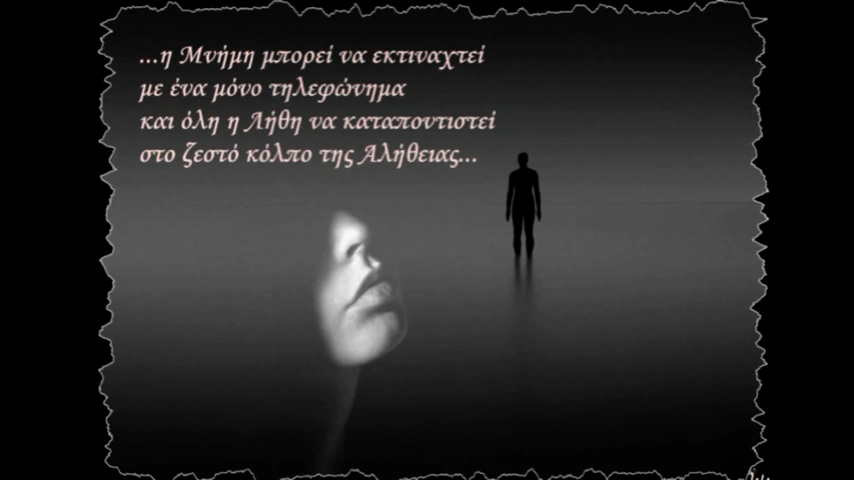 ...η Μνήμη μπορεί να εκτιναχτεί
με ένα μόνο τηλεφώνημα
και όλη η Λήθη να καταποντιστεί
στο ζεστό κόλπο της Αλήθειας...